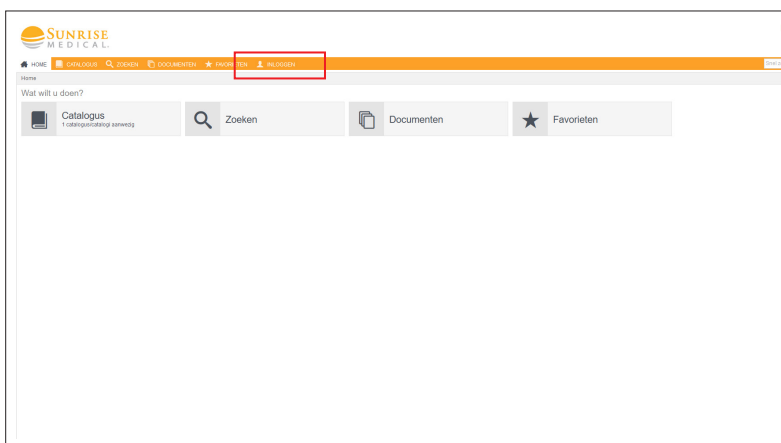 SUNRISE
MEDICAL.
HOME CATALOGUS ZOEKEN DOCUMENTEN FAVORIETEN INLOGGEN
Home
Wat wilt u doen?
Catalogus
1 catalogus/catalogi aanwezig
Zoeken
Documenten
Favorieten